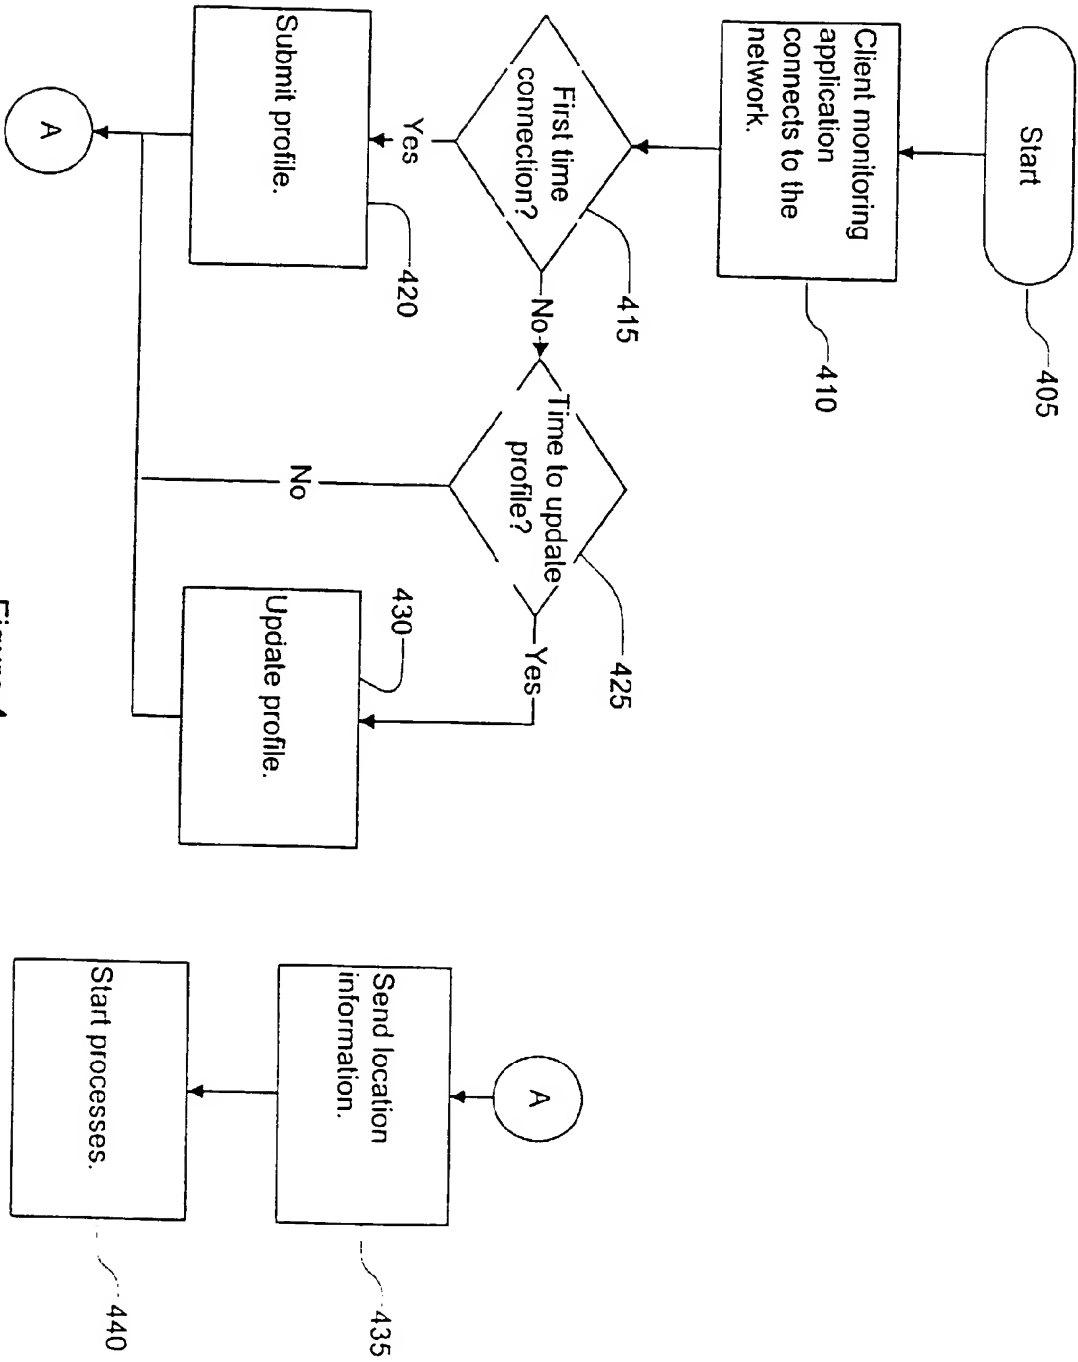 Start
405
Client monitoring
application
connects to the
network.
410
First time
connection?
415
Yes
No
Submit profile.
420
Time to update
profile?
425
No
Yes
Update profile.
430
A
A
Send location
information.
435
Start processes.
440